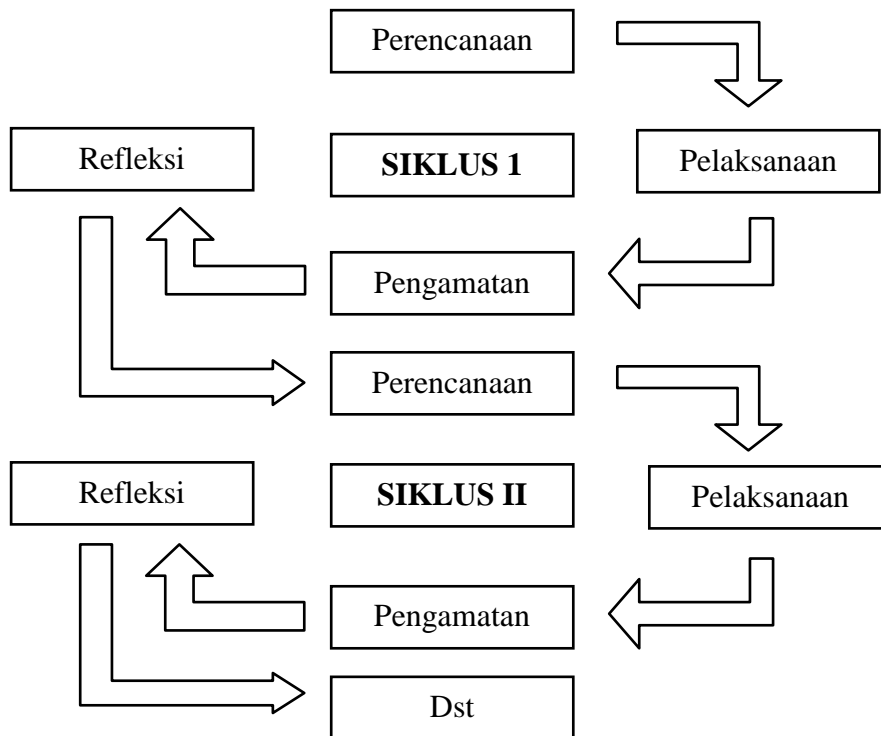 Perencanaan
Refleksi
SIKLUS 1
Pelaksanaan
Pengamatan
Perencanaan
Refleksi
SIKLUS II
Pelaksanaan
Pengamatan
Dst